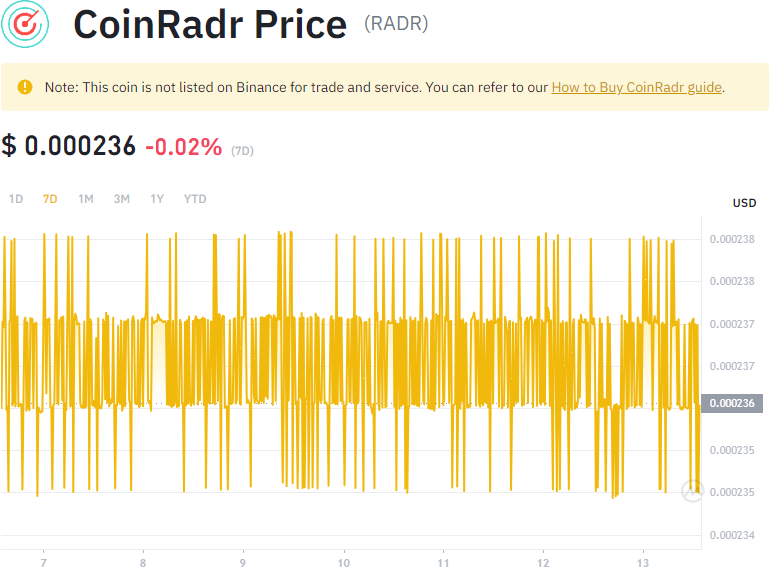 CoinRadr Price (RADR)
Note: This coin is not listed on Binance for trade and service. You can refer to our How to Buy CoinRadr guide.
$ 0.000236 -0.02% (7D)
1D 7D 1M 3M 1Y YTD
USD
0.000238
0.000238
0.000237
0.000237
0.000236
0.000235
0.000235
0.000234
7 8 9 10 11 12 13